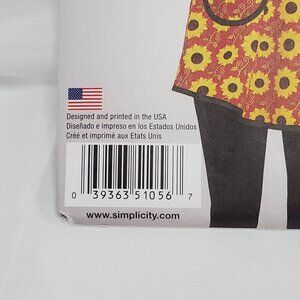 Designed and printed in the USA
Diseñado e impreso en los Estados Unidos
Créé et imprimé aux Etats Unis
0 39363 51056 7
www.simplicity.com